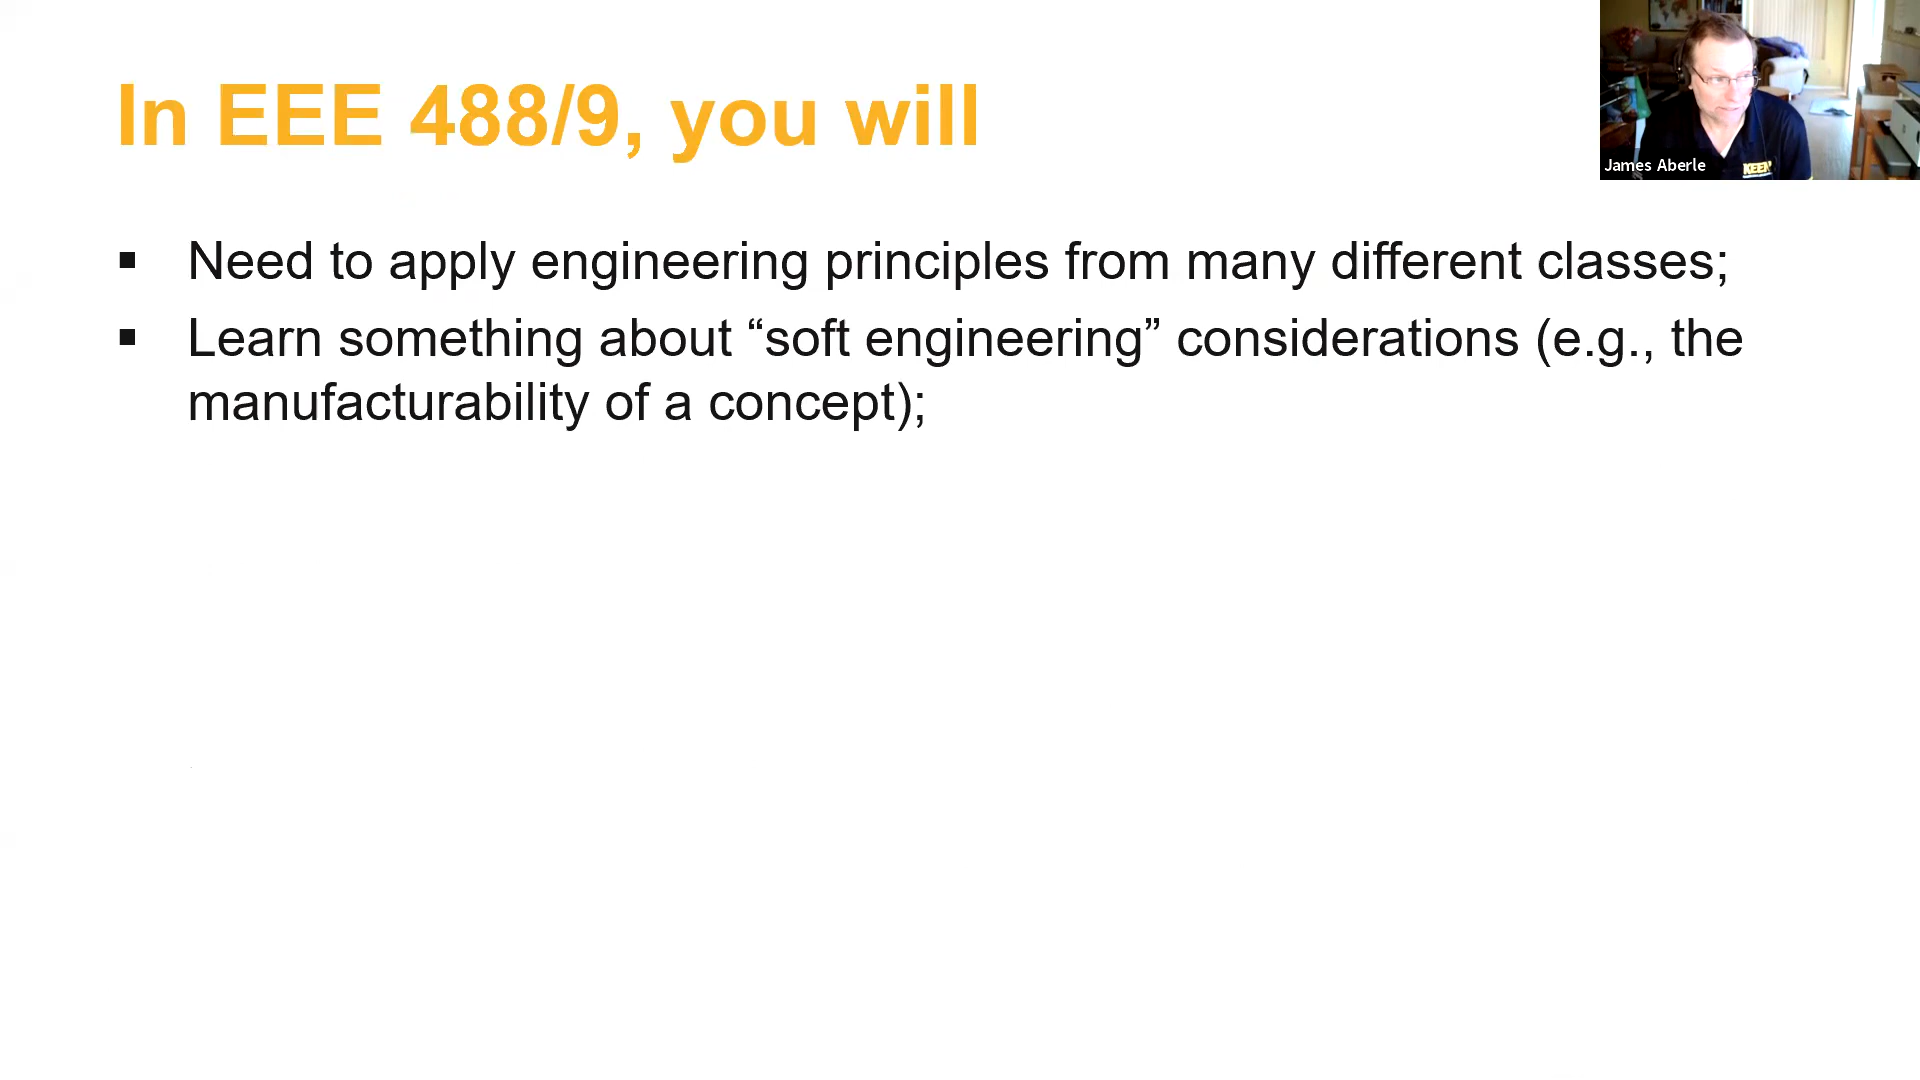 In EEE 488/9, you will
James Aberle
KEEN
▪ Need to apply engineering principles from many different classes;
▪ Learn something about “soft engineering” considerations (e.g., the
manufacturability of a concept);